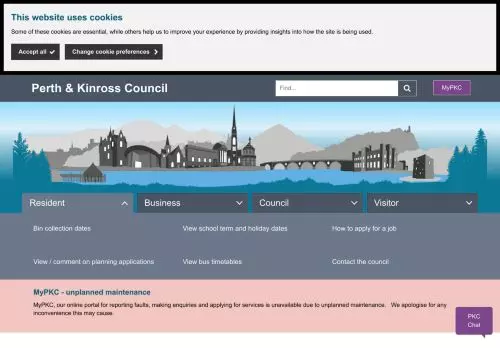 This website uses cookies
Some of these cookies are essential, while others help us to improve your experience by providing insights into how the site is being used.
Accept all
Change cookie preferences
Perth & Kinross Council
Find...
MyPKC
Resident
Business
Council
Visitor
Bin collection dates
View school term and holiday dates
How to apply for a job
View / comment on planning applications
View bus timetables
Contact the council
MyPKC - unplanned maintenance
MyPKC, our online portal for reporting faults, making enquiries and applying for services is unavailable due to unplanned maintenance. We apologise for any
inconvenience this may cause.
PKC
Chat